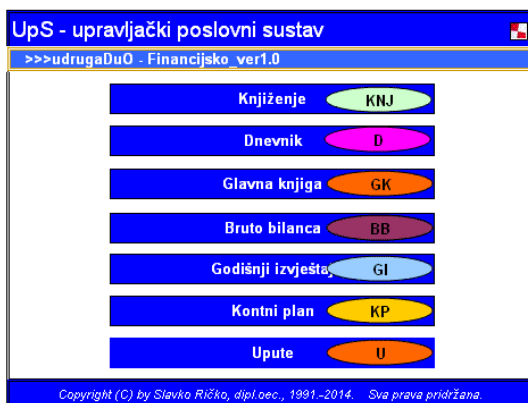 UpS - upravljački poslovni sustav
>>>udrugaDuO - Financijsko_ver1.0
Knjiženje KNJ
Dnevnik D
Glavna knjiga GK
Bruto bilanca BB
Godišnji izvještaj GI
Kontni plan KP
Upute U
Copyright (C) by Slavko Ričko, dipl.oec., 1991.-2014. Sva prava pridržana.